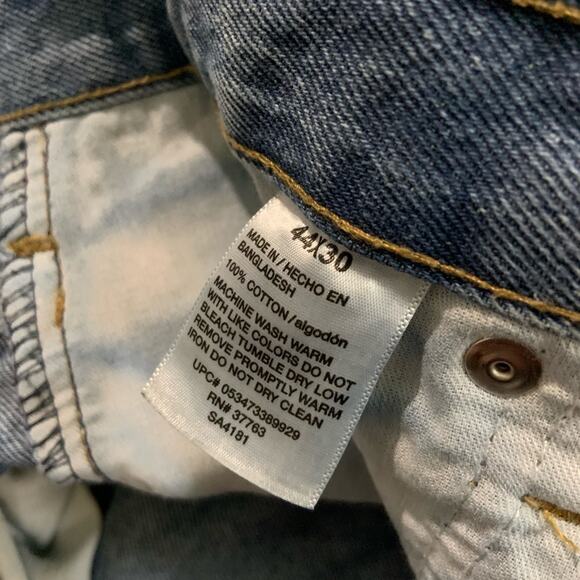 44X30
MADE IN / HECHO EN
BANGLADESH
100% COTTON/algodón
MACHINE WASH WARM
WITH LIKE COLORS DO NOT
BLEACH TUMBLE DRY LOW
REMOVE PROMPTLY WARM
IRON DO NOT DRY CLEAN
UPC# 053473389929
RN# 37763
SA4181